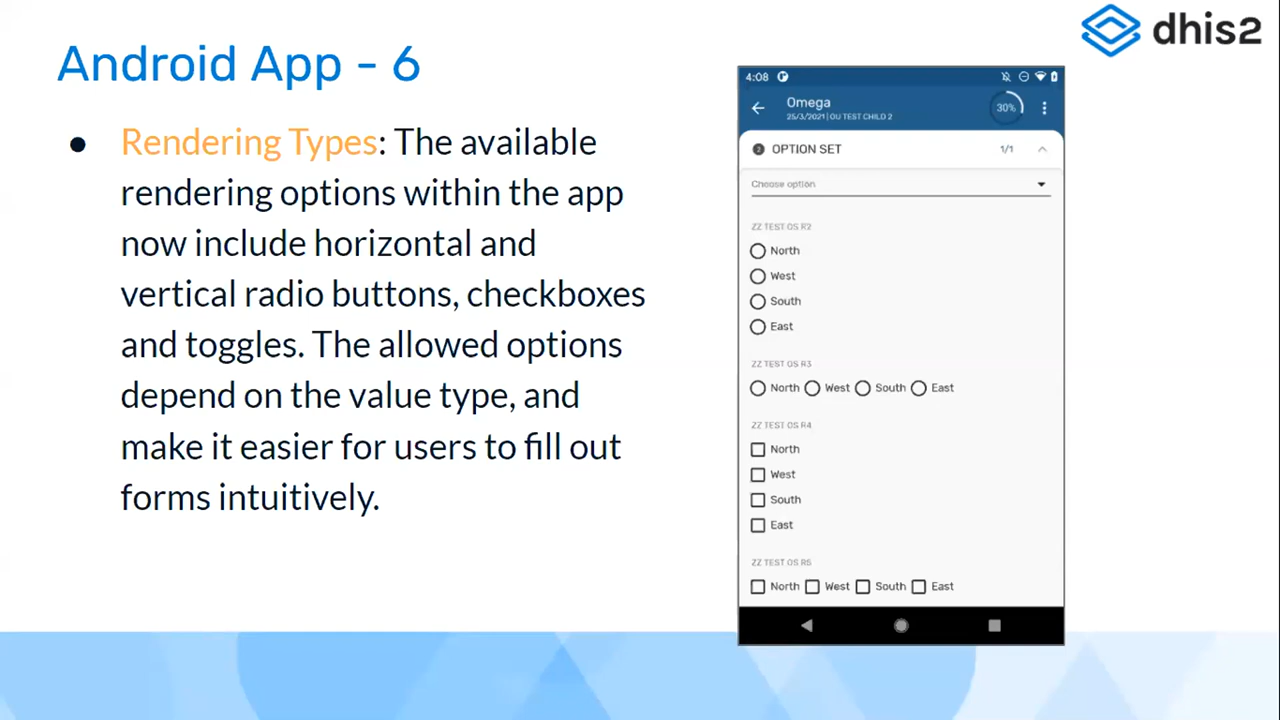 dhis2
Android App - 6
● Rendering Types: The available
rendering options within the app
now include horizontal and
vertical radio buttons, checkboxes
and toggles. The allowed options
depend on the value type, and
make it easier for users to fill out
forms intuitively.
4:08
Omega
25/3/2021 | OU TEST CHILD 2
30%
2 OPTION SET 1/1
Choose option
ZZ TEST OS R2
North
West
South
East
ZZ TEST OS R3
North West South East
ZZ TEST OS R4
North
West
South
East
ZZ TEST OS R5
North West South East